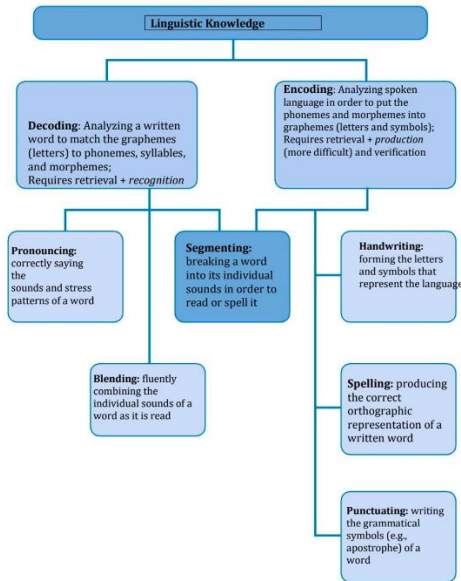 Linguistic Knowledge
Decoding: Analyzing a written
word to match the graphemes
(letters) to phonemes, syllables,
and morphemes;
Requires retrieval + recognition
Encoding: Analyzing spoken
language in order to put the
phonemes and morphemes into
graphemes (letters and symbols);
Requires retrieval + production
(more difficult) and verification
Pronouncing:
correctly saying
the
sounds and stress
patterns of a word
Segmenting:
breaking a word
into its individual
sounds in order to
read or spell it
Handwriting:
forming the letters
and symbols that
represent the language
Blending: fluently
combining the
individual sounds of a
word as it is read
Spelling: producing
the correct
orthographic
representation of a
written word
Punctuating: writing
the grammatical
symbols (e.g.,
apostrophe) of a
word